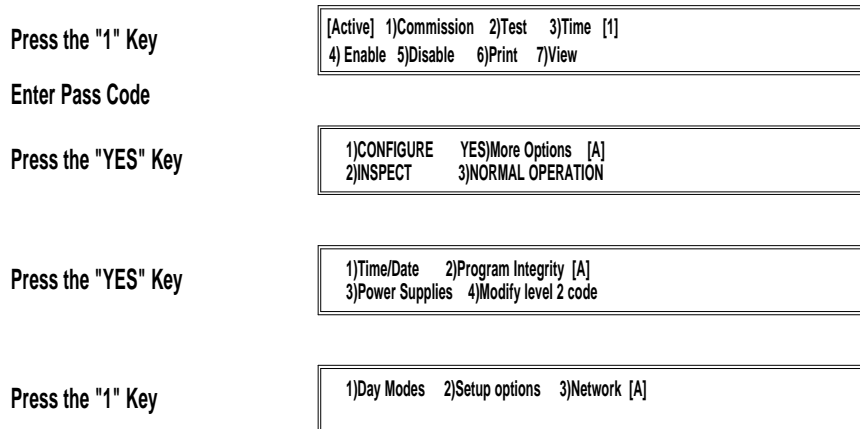 Press the "1" Key
[Active] 1)Commission 2)Test 3)Time [1]
4) Enable 5)Disable 6)Print 7)View
Enter Pass Code
Press the "YES" Key
1)CONFIGURE YES)More Options [A]
2)INSPECT 3)NORMAL OPERATION
Press the "YES" Key
1)Time/Date 2)Program Integrity [A]
3)Power Supplies 4)Modify level 2 code
Press the "1" Key
1)Day Modes 2)Setup options 3)Network [A]